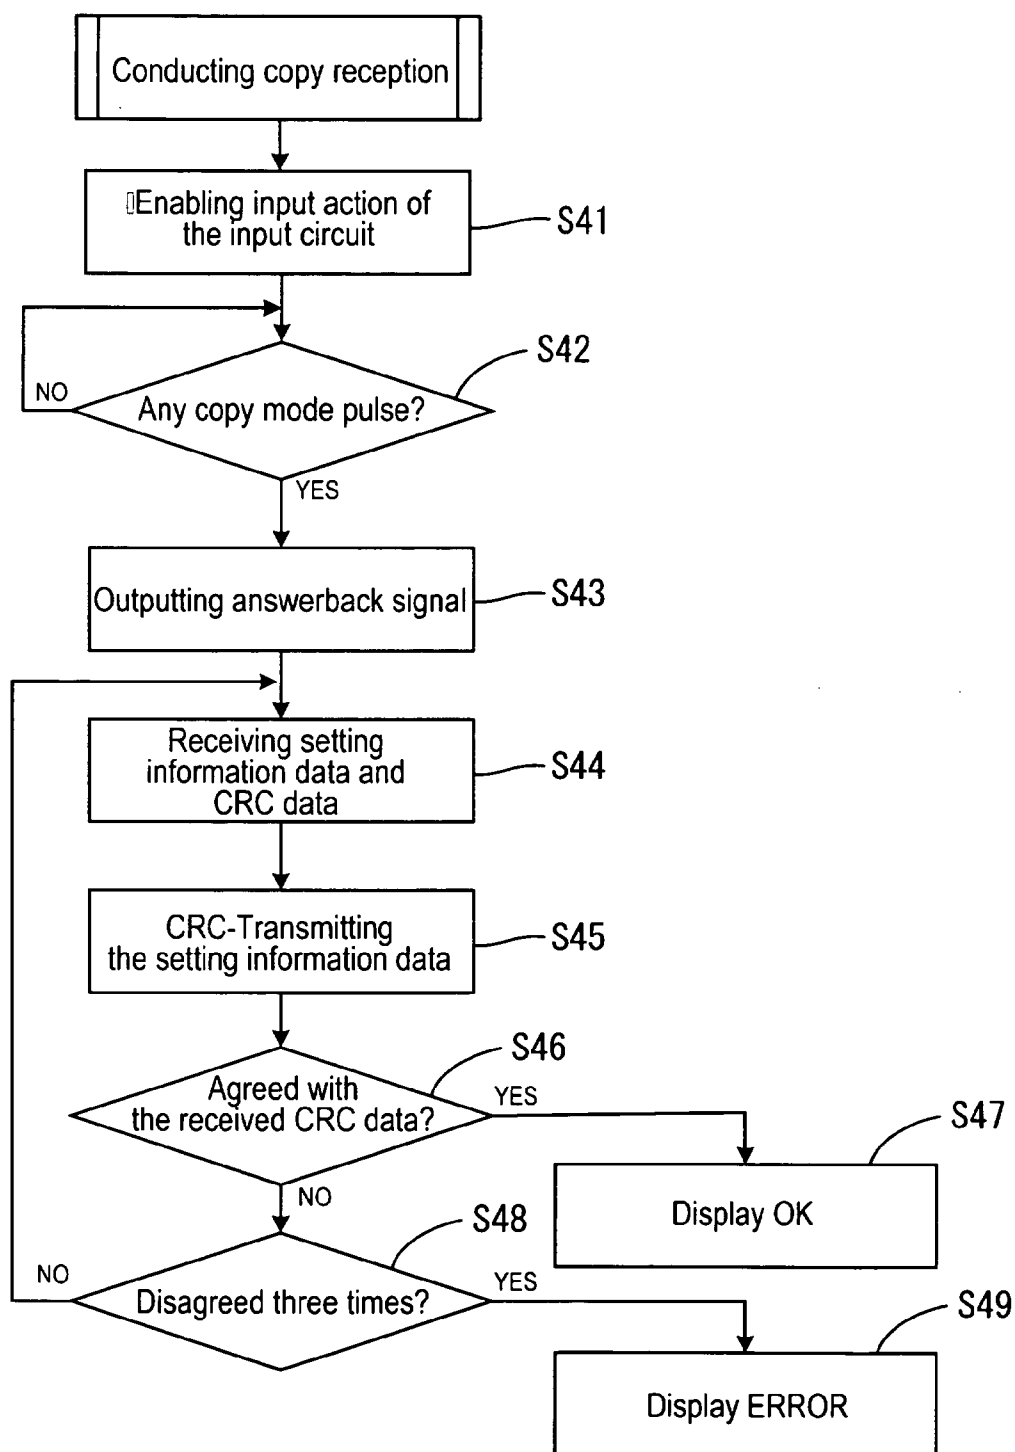 Conducting copy reception
Enabling input action of
the input circuit
S41
S42
NO
Any copy mode pulse?
YES
Outputting answerback signal
S43
Receiving setting
information data and
CRC data
S44
CRC-Transmitting
the setting information data
S45
S46
Agreed with
the received CRC data?
YES
S47
NO
Display OK
S48
NO
YES
Disagreed three times?
S49
Display ERROR